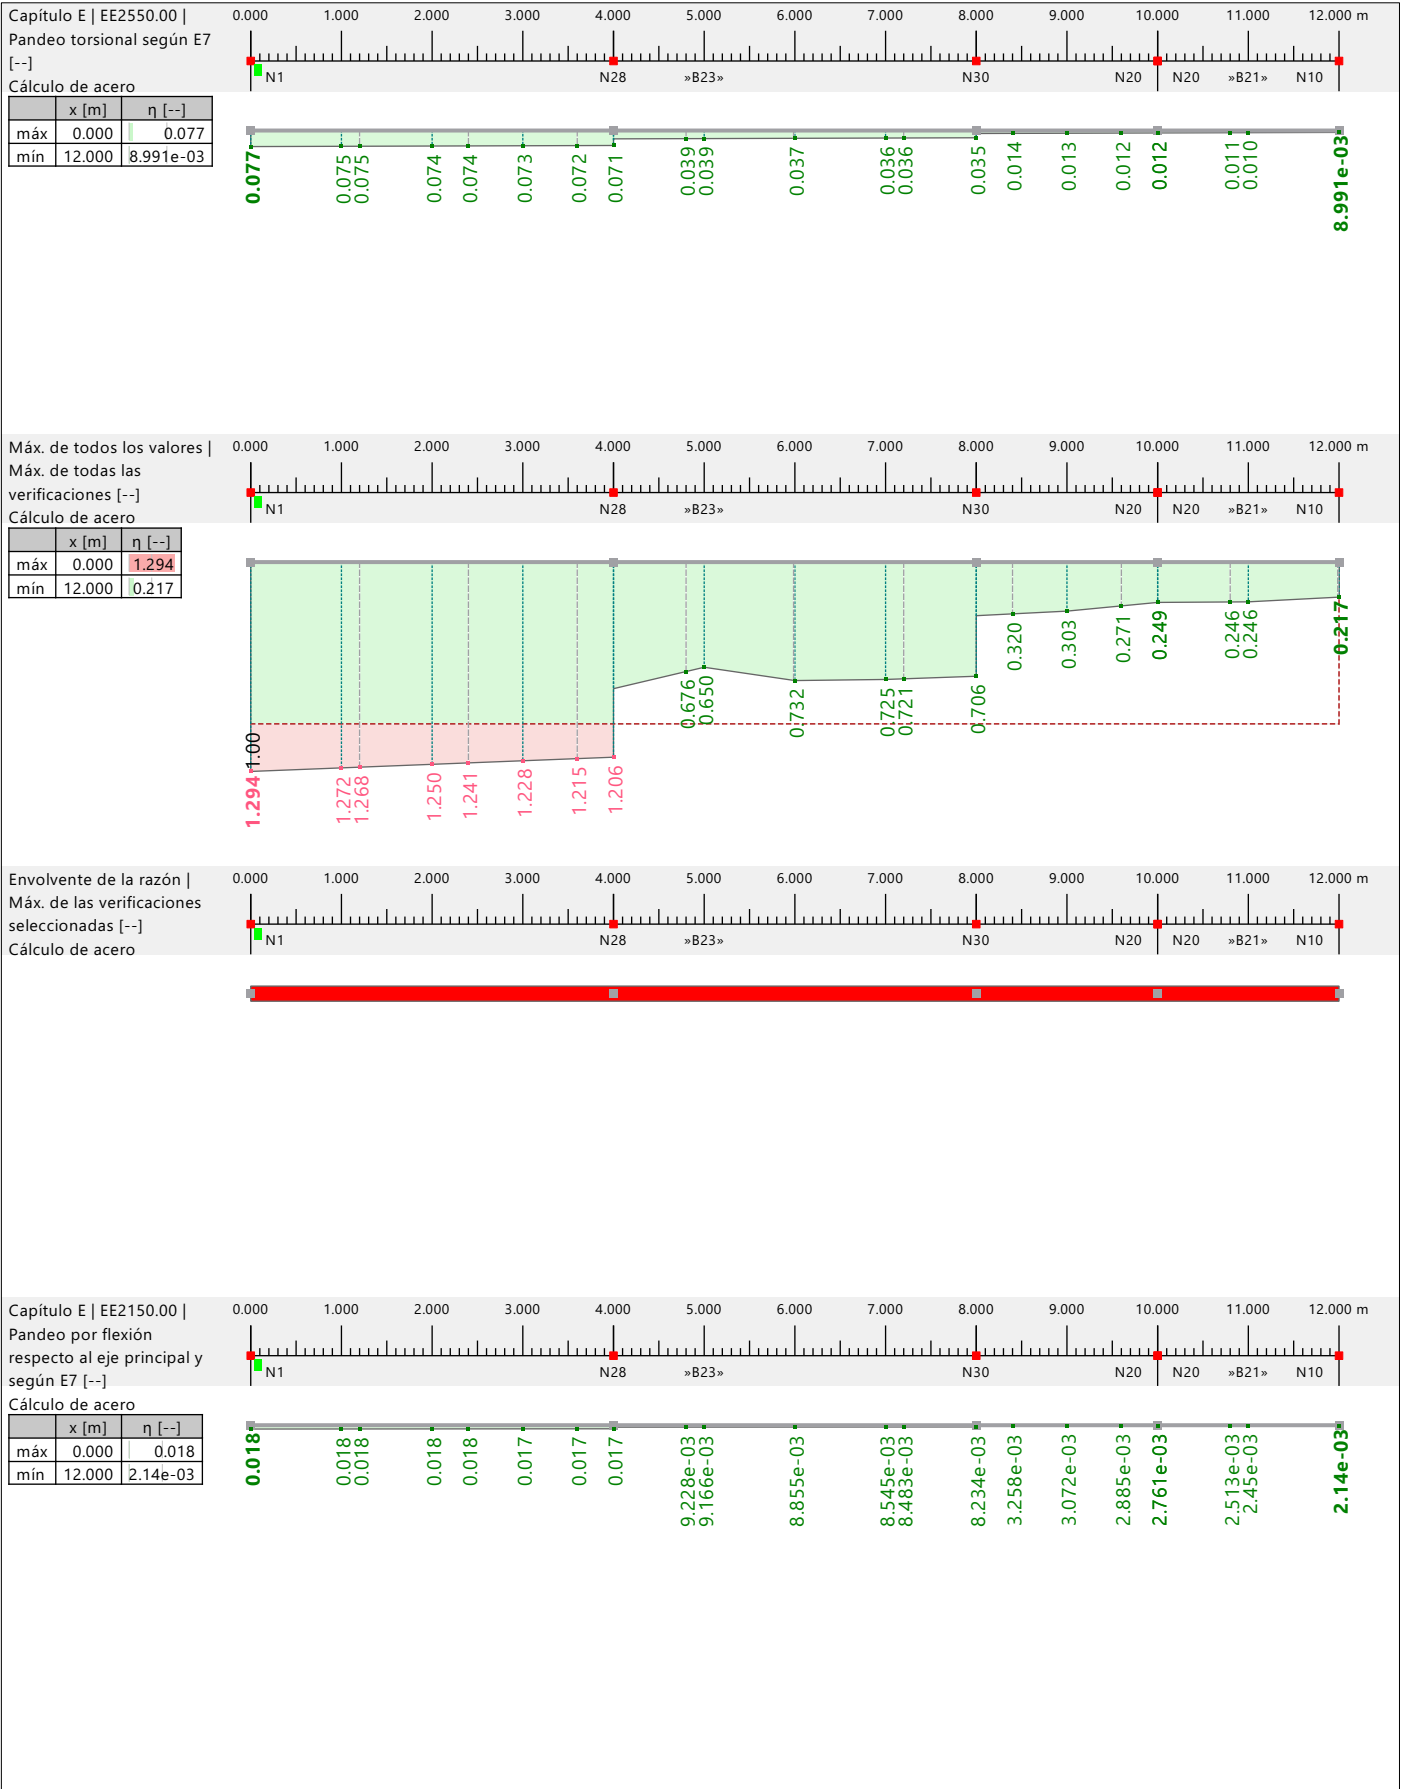 Capítulo E | EE2550.00 |
Pandeo torsional según E7
[--]
Cálculo de acero
0.000 1.000 2.000 3.000 4.000 5.000 6.000 7.000 8.000 9.000 10.000 11.000 12.000 m
N1 N28 »B23» N30 N20 N20 »B21» N10
x [m] η [--]
máx 0.000 0.077
mín 12.000 8.991e-03
0.077 0.075 0.075 0.074 0.074 0.073 0.072 0.071 0.039 0.039 0.037 0.036 0.036 0.035 0.014 0.013 0.012 0.012 0.011 0.010 8.991e-03
Máx. de todos los valores |
Máx. de todas las
verificaciones [--]
Cálculo de acero
0.000 1.000 2.000 3.000 4.000 5.000 6.000 7.000 8.000 9.000 10.000 11.000 12.000 m
N1 N28 »B23» N30 N20 N20 »B21» N10
x [m] η [--]
máx 0.000 1.294
mín 12.000 0.217
1.00
1.294 1.272 1.268 1.250 1.241 1.228 1.215 1.206 0.676 0.650 0.732 0.725 0.721 0.706 0.320 0.303 0.271 0.249 0.246 0.246 0.217
Envolvente de la razón |
Máx. de las verificaciones
seleccionadas [--]
Cálculo de acero
0.000 1.000 2.000 3.000 4.000 5.000 6.000 7.000 8.000 9.000 10.000 11.000 12.000 m
N1 N28 »B23» N30 N20 N20 »B21» N10
Capítulo E | EE2150.00 |
Pandeo por flexión
respecto al eje principal y
según E7 [--]
Cálculo de acero
0.000 1.000 2.000 3.000 4.000 5.000 6.000 7.000 8.000 9.000 10.000 11.000 12.000 m
N1 N28 »B23» N30 N20 N20 »B21» N10
x [m] η [--]
máx 0.000 0.018
mín 12.000 2.14e-03
0.018 0.018 0.018 0.018 0.018 0.017 0.017 0.017 9.228e-03 9.166e-03 8.855e-03 8.545e-03 8.483e-03 8.234e-03 3.258e-03 3.072e-03 2.885e-03 2.761e-03 2.513e-03 2.45e-03 2.14e-03